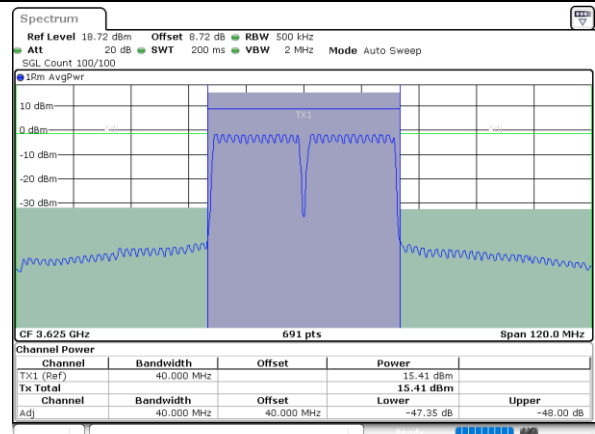 Spectrum
Ref Level 18.72 dBm Offset 8.72 dB RBW 500 kHz
Att 20 dB SWT 200 ms VBW 2 MHz Mode Auto Sweep
SGL Count 100/100
1Rm AvgPwr
10 dBm
TX1
0 dBm
Adj
Adj
-10 dBm
-20 dBm
-30 dBm
CF 3.625 GHz 691 pts Span 120.0 MHz
Channel Power
Channel Bandwidth Offset Power
TX1 (Ref) 40.000 MHz 15.41 dBm
Tx Total 15.41 dBm
Channel Bandwidth Offset Lower Upper
Adj 40.000 MHz 40.000 MHz -47.35 dB -48.00 dB